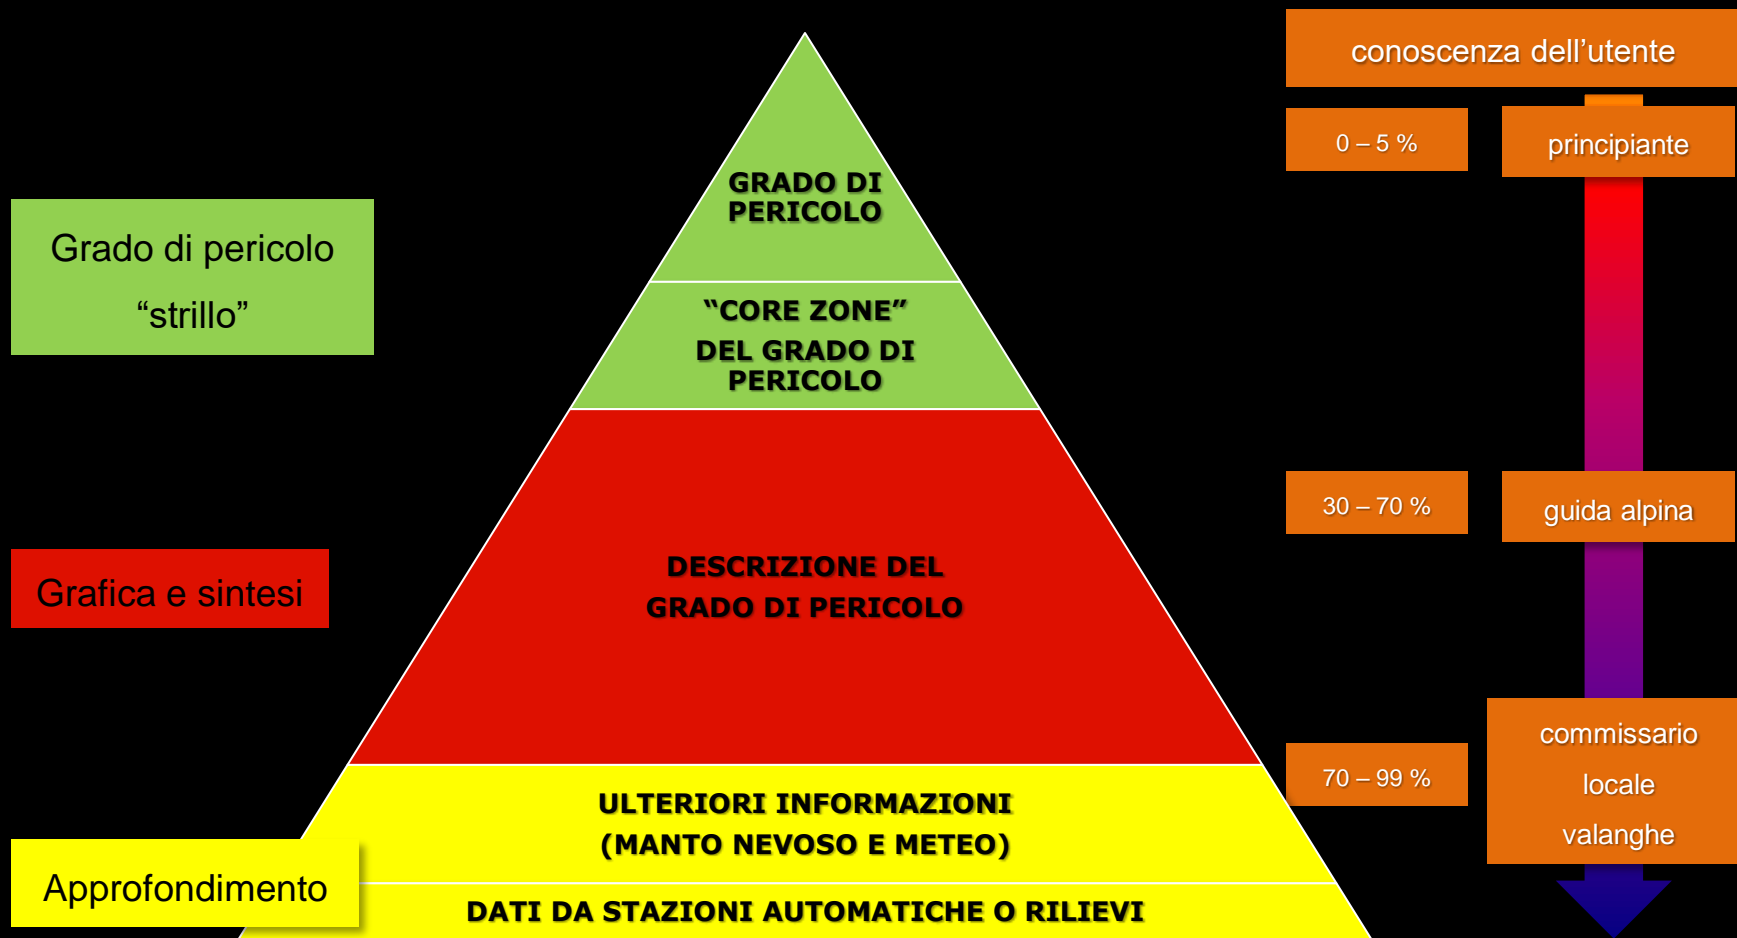 conoscenza dell’utente
0 – 5 %
principiante
GRADO DI
PERICOLO
Grado di pericolo
“strillo”
“CORE ZONE”
DEL GRADO DI
PERICOLO
30 – 70 %
guida alpina
Grafica e sintesi
DESCRIZIONE DEL
GRADO DI PERICOLO
70 – 99 %
commissario
locale
valanghe
ULTERIORI INFORMAZIONI
(MANTO NEVOSO E METEO)
Approfondimento
DATI DA STAZIONI AUTOMATICHE O RILIEVI